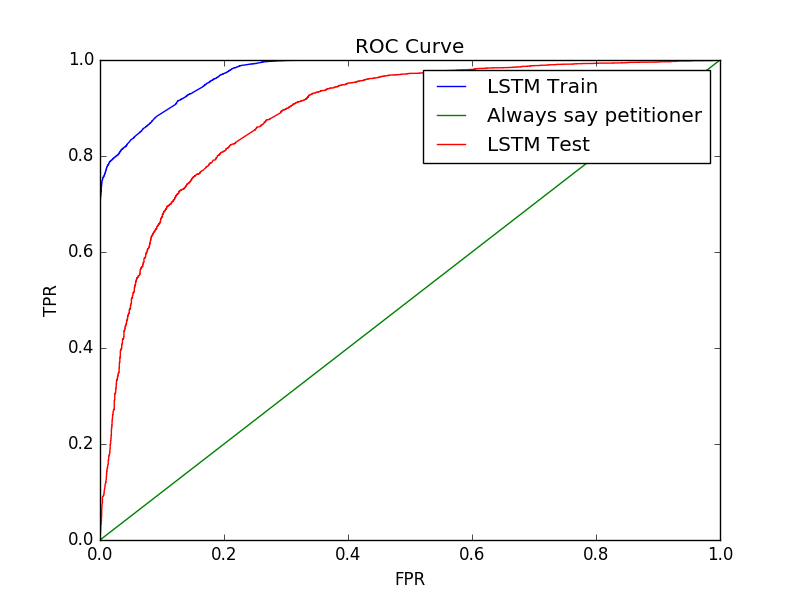 ROC Curve
LSTM Train
Always say petitioner
LSTM Test
TPR
1.0
0.8
0.6
0.4
0.2
0.0
0.0 0.2 0.4 0.6 0.8 1.0
FPR